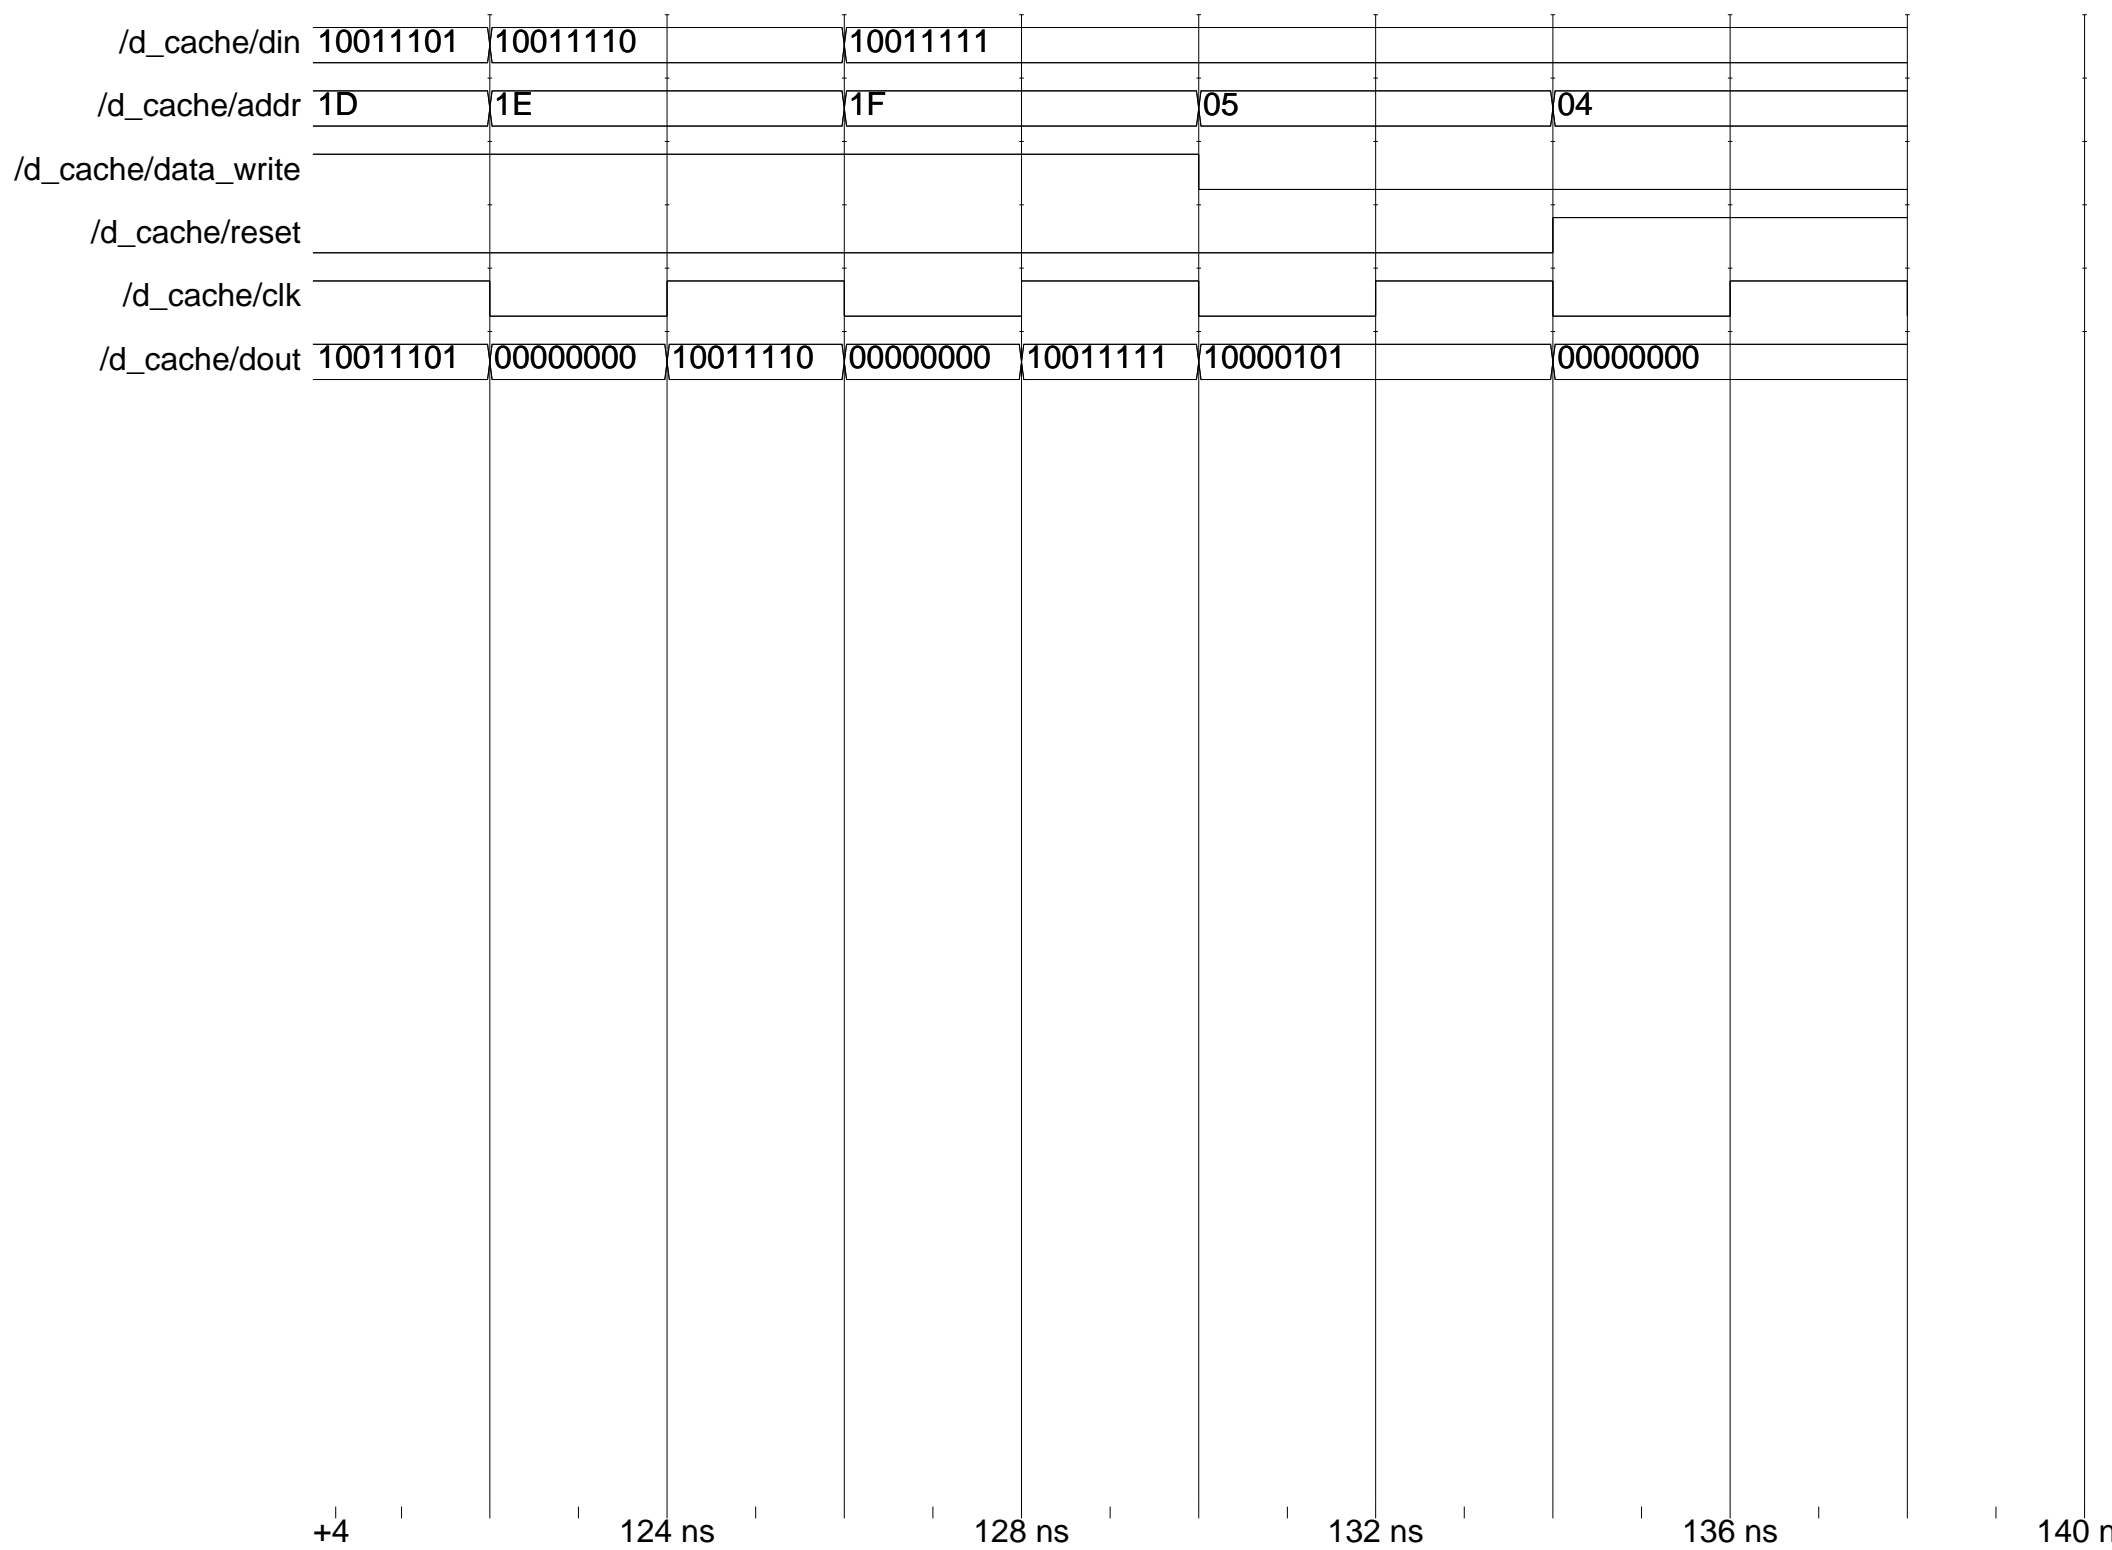 /d_cache/din 10011101 10011110 10011111
/d_cache/addr 1D 1E 1F 05 04
/d_cache/data_write
/d_cache/reset
/d_cache/clk
/d_cache/dout 10011101 00000000 10011110 00000000 10011111 10000101 00000000
+4 124 ns 128 ns 132 ns 136 ns 140 n